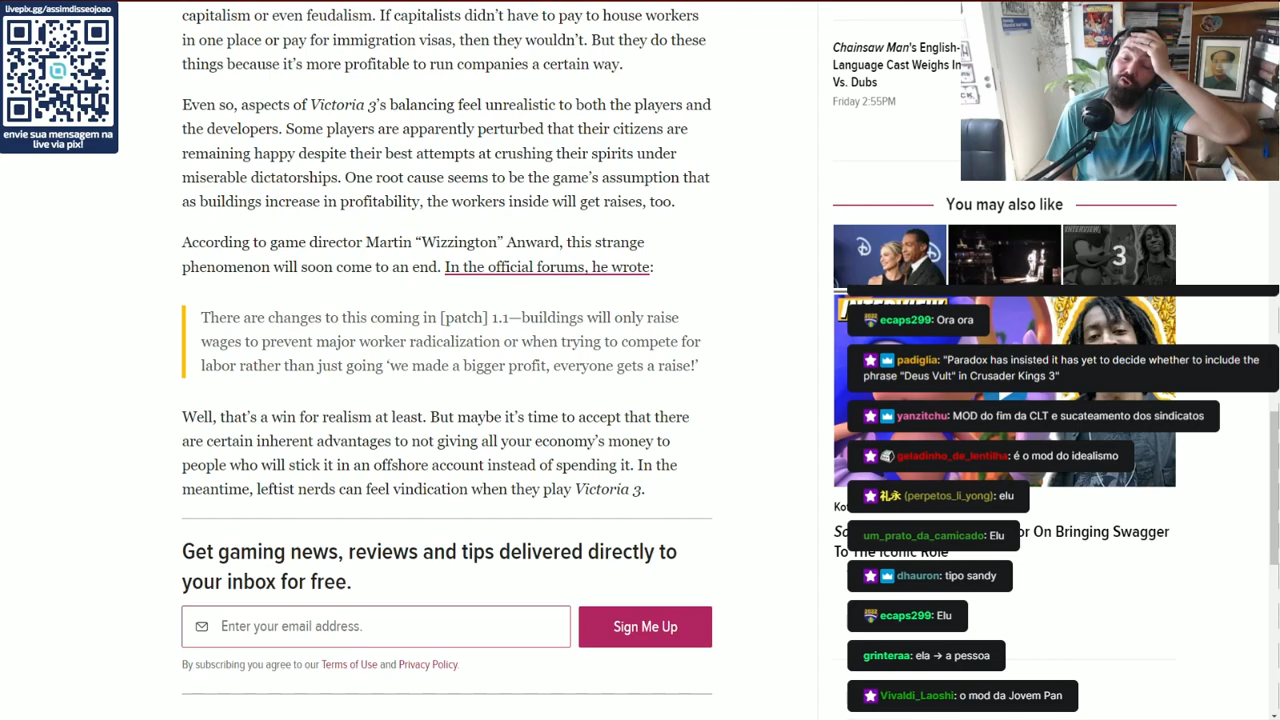 livepix.gg/assimdisseojoao
envie sua mensagem na
live via pix!
capitalism or even feudalism. If capitalists didn’t have to pay to house workers
in one place or pay for immigration visas, then they wouldn’t. But they do these
things because it’s more profitable to run companies a certain way.
Even so, aspects of Victoria 3’s balancing feel unrealistic to both the players and
the developers. Some players are apparently perturbed that their citizens are
remaining happy despite their best attempts at crushing their spirits under
miserable dictatorships. One root cause seems to be the game’s assumption that
as buildings increase in profitability, the workers inside will get raises, too.
According to game director Martin “Wizzington” Anward, this strange
phenomenon will soon come to an end. In the official forums, he wrote:
There are changes to this coming in [patch] 1.1—buildings will only raise
wages to prevent major worker radicalization or when trying to compete for
labor rather than just going ‘we made a bigger profit, everyone gets a raise!’
Well, that’s a win for realism at least. But maybe it’s time to accept that there
are certain inherent advantages to not giving all your economy’s money to
people who will stick it in an offshore account instead of spending it. In the
meantime, leftist nerds can feel vindication when they play Victoria 3.
Get gaming news, reviews and tips delivered directly to
your inbox for free.
Enter your email address.
Sign Me Up
By subscribing you agree to our Terms of Use and Privacy Policy.
Chainsaw Man's English-
Language Cast Weighs In
Vs. Dubs
Friday 2:55PM
You may also like
INTERVIEW
3
ecaps299: Ora ora
padiglia: "Paradox has insisted it has yet to decide whether to include the
phrase "Deus Vult" in Crusader Kings 3"
yanzitchu: MOD do fim da CLT e sucateamento dos sindicatos
geladinho_de_lentilha: é o mod do idealismo
礼永 (perpetos_li_yong): elu
um_prato_da_camicado: Elu
or On Bringing Swagger
To The Iconic Role
dhauron: tipo sandy
ecaps299: Elu
grinteraa: ela → a pessoa
Vivaldi_Laoshi: o mod da Jovem Pan